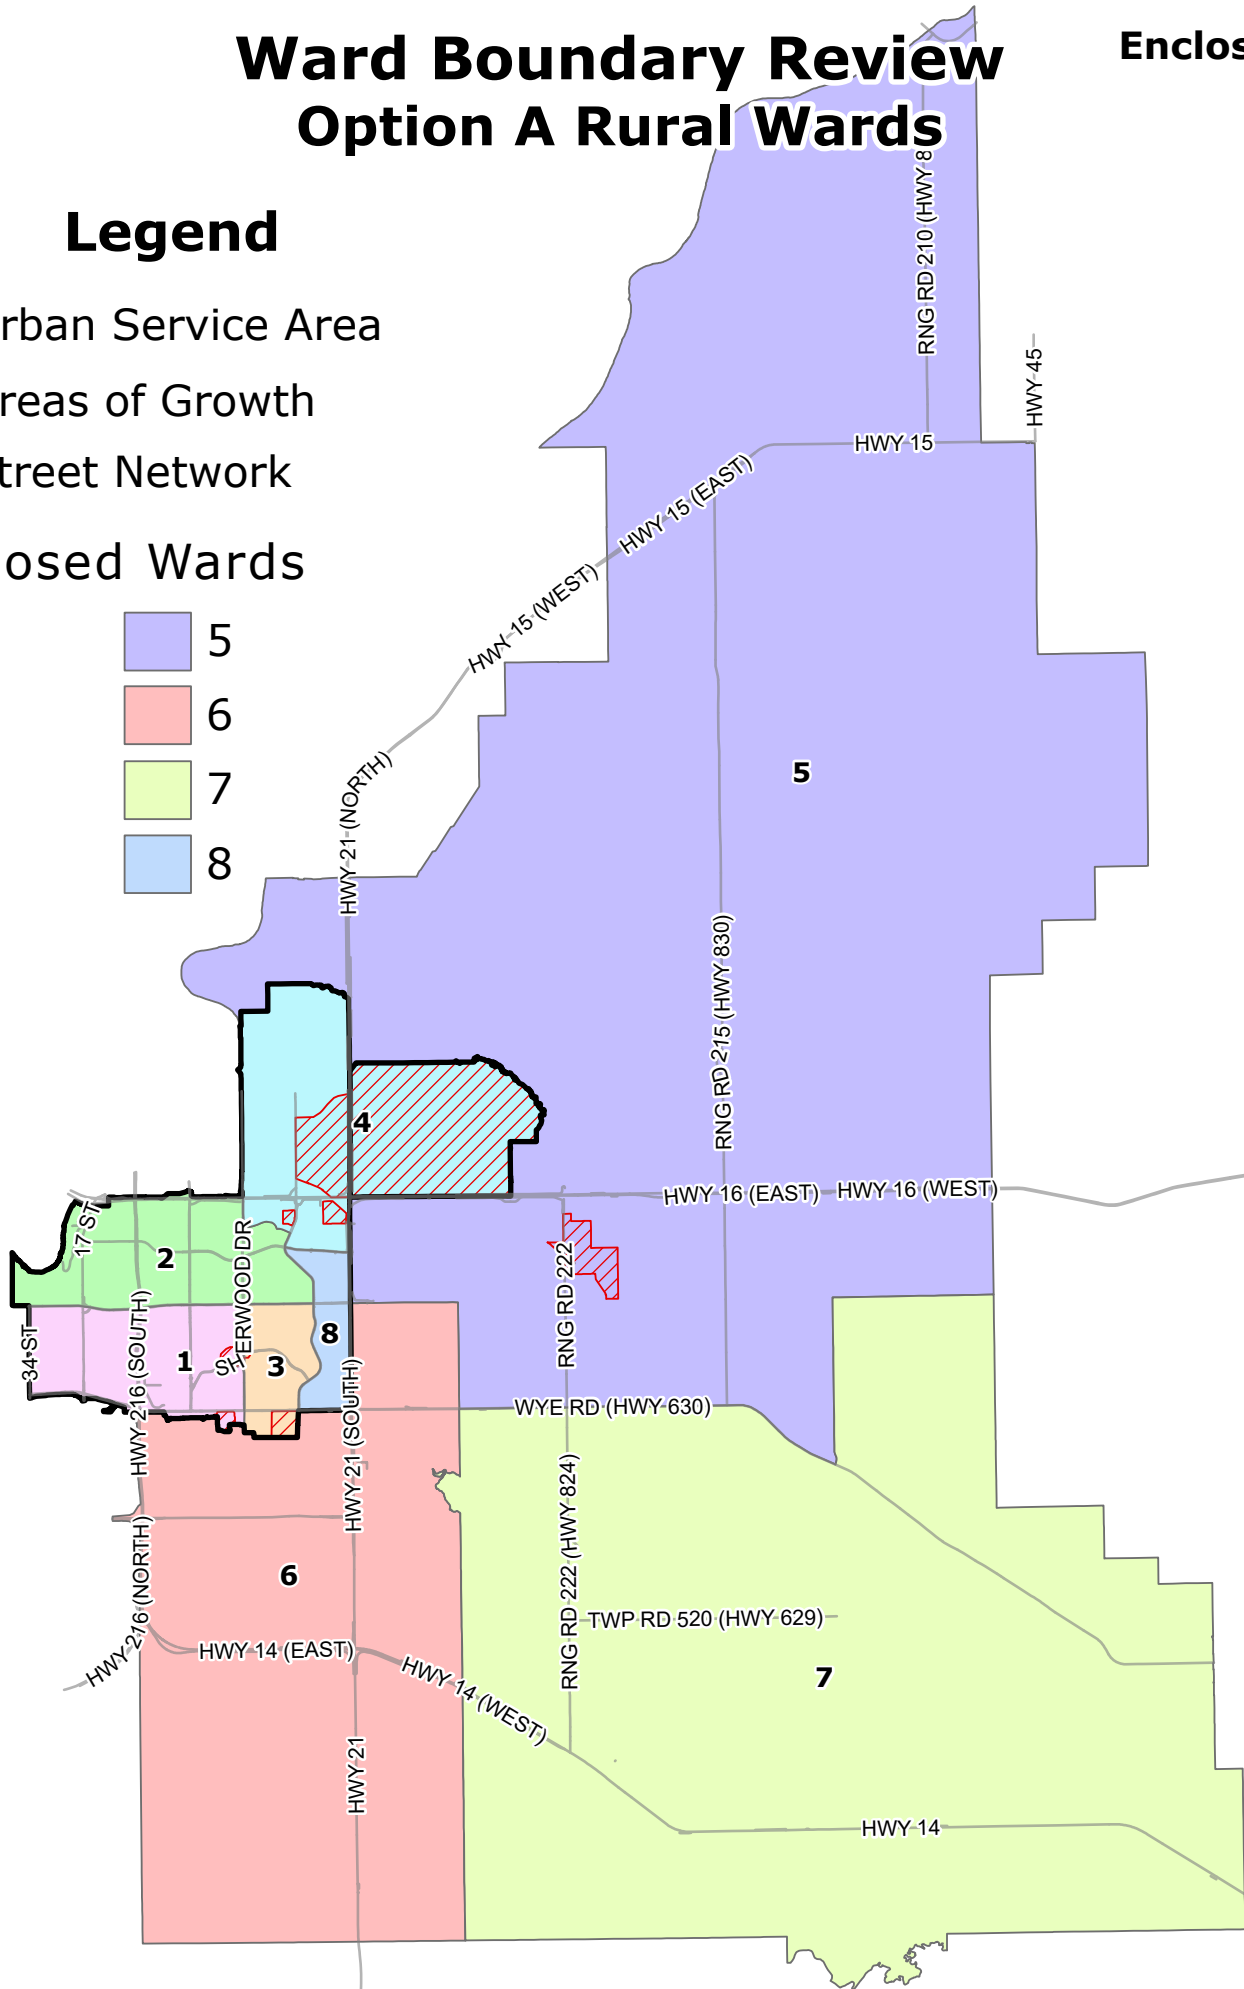 Ward Boundary Review
Option A Rural Wards
Enclos
Legend
rban Service Area
reas of Growth
treet Network
osed Wards
5
6
7
8
RNG RD 210 (HWY 8
HWY 45
HWY 15
HWY 15 (EAST)
HWY 15 (WEST)
HWY 21 (NORTH)
5
RNG RD 215 (HWY 830)
4
HWY 16 (EAST)
HWY 16 (WEST)
17 ST
2
ERWOOD DR
SH
RNG RD 222
34 ST
HWY 216 (SOUTH)
1
3
8
HWY 21 (SOUTH)
WYE RD (HWY 630)
RNG RD 222 (HWY 824)
HWY 216 (NORTH)
6
TWP RD 520 (HWY 629)
HWY 14 (EAST)
HWY 14 (WEST)
7
HWY 21
HWY 14